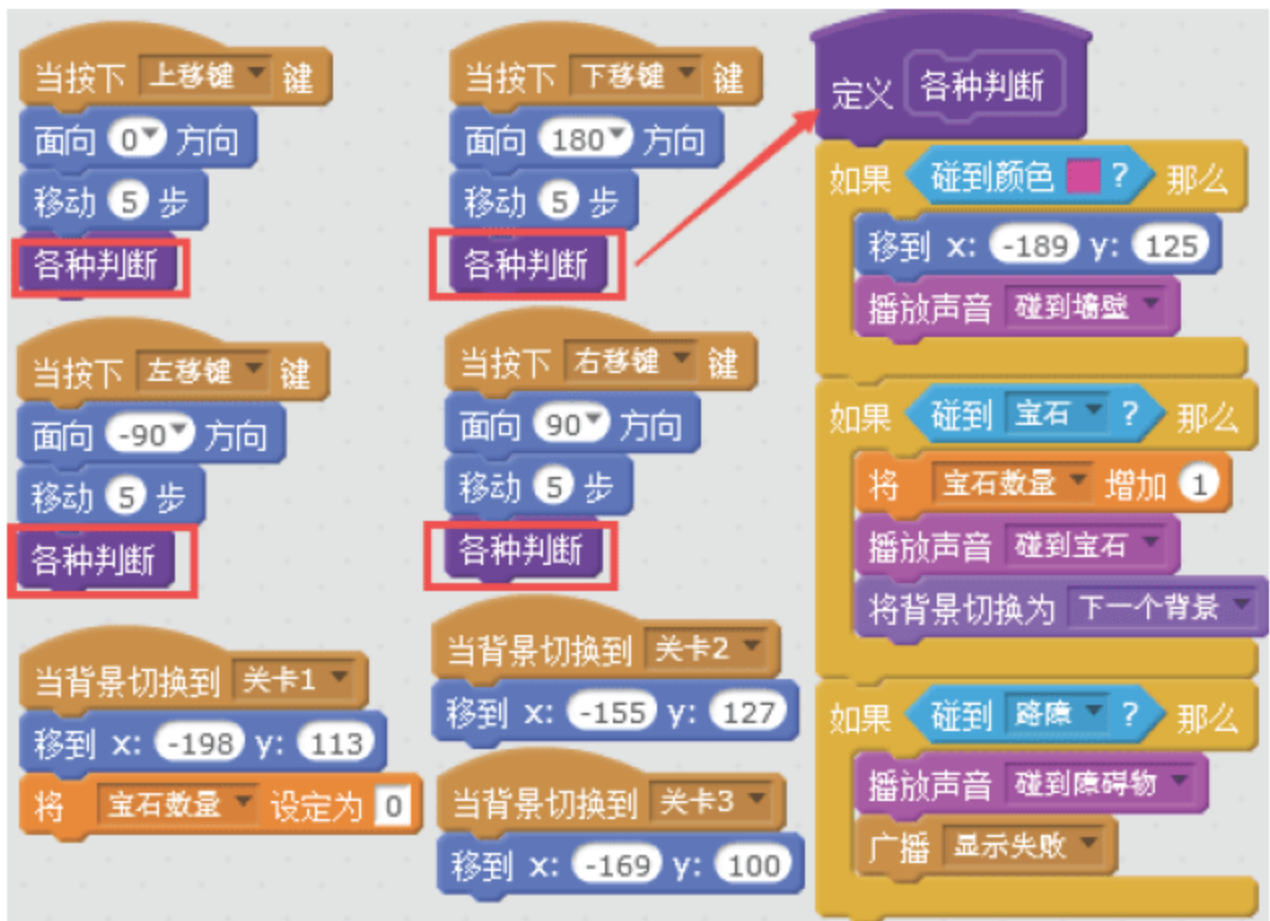 当按下 上移键 键
面向 0 方向
移动 5 步
各种判断
当按下 下移键 键
面向 180 方向
移动 5 步
各种判断
当按下 左移键 键
面向 -90 方向
移动 5 步
各种判断
当按下 右移键 键
面向 90 方向
移动 5 步
各种判断
当背景切换到 关卡1
移到 x: -198 y: 113
将 宝石数量 设定为 0
当背景切换到 关卡2
移到 x: -155 y: 127
当背景切换到 关卡3
移到 x: -169 y: 100
定义 各种判断
如果 碰到颜色 ? 那么
移到 x: -189 y: 125
播放声音 碰到墙壁
如果 碰到 宝石 ? 那么
将 宝石数量 增加 1
播放声音 碰到宝石
将背景切换为 下一个背景
如果 碰到 路障 ? 那么
播放声音 碰到障碍物
广播 显示失败